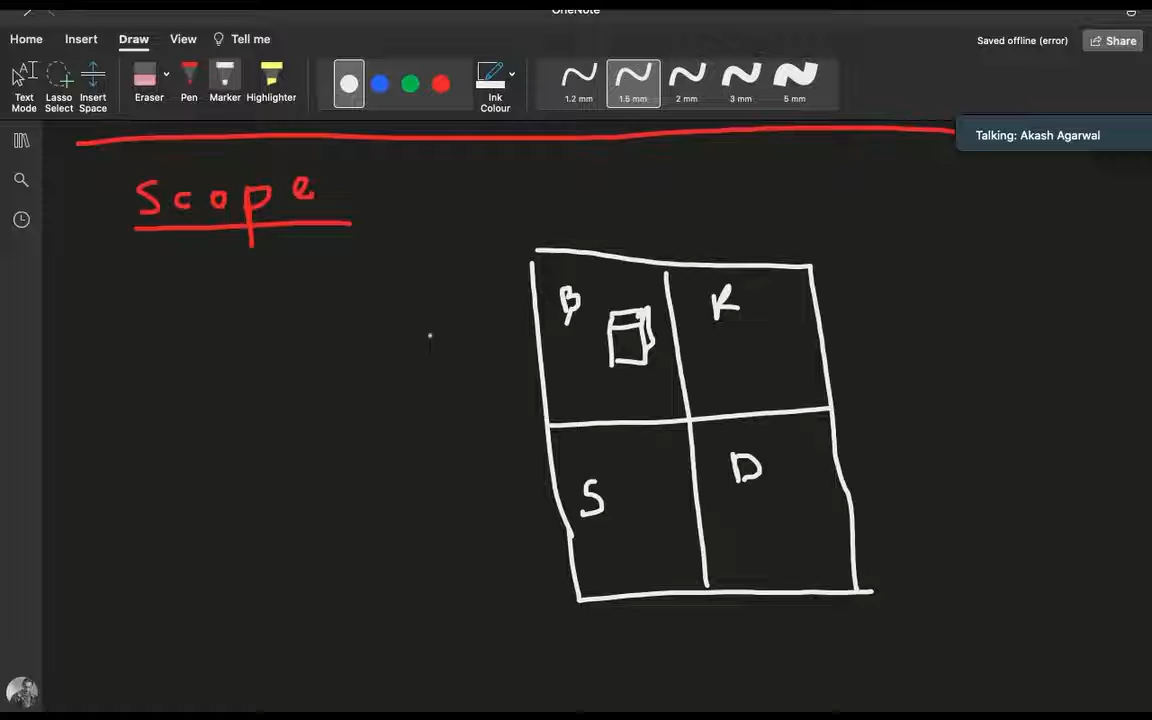 OneNote
Home Insert Draw View Tell me
Saved offline (error) Share
Text Mode
Lasso Select
Insert Space
Eraser
Pen
Marker
Highlighter
Ink Colour
1.2 mm
1.5 mm
2 mm
3 mm
5 mm
Talking: Akash Agarwal
Scope
B K
S D